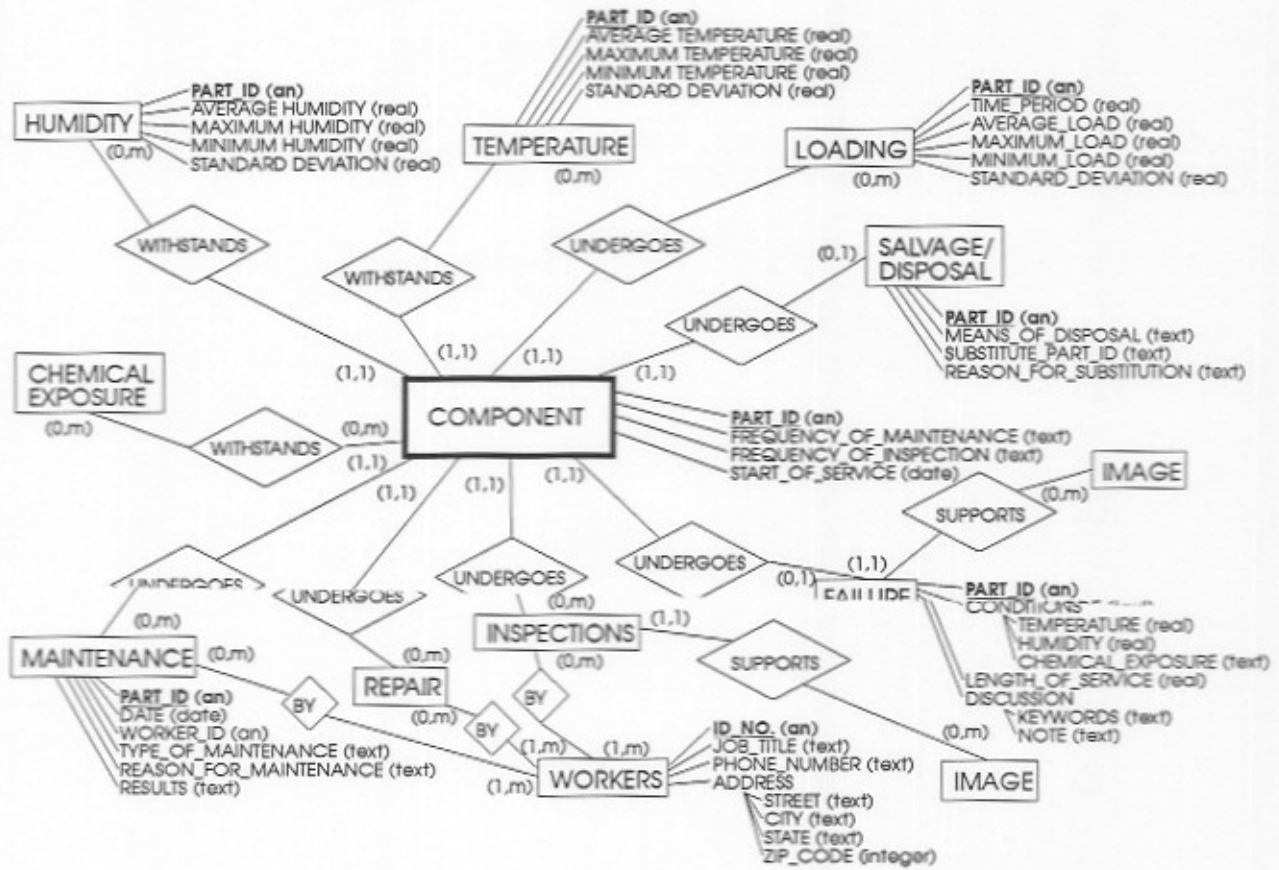 PART_ID (an)
AVERAGE TEMPERATURE (real)
MAXIMUM TEMPERATURE (real)
MINIMUM TEMPERATURE (real)
STANDARD DEVIATION (real)
TEMPERATURE
(0,m)
PART_ID (an)
AVERAGE HUMIDITY (real)
MAXIMUM HUMIDITY (real)
MINIMUM HUMIDITY (real)
STANDARD DEVIATION (real)
HUMIDITY
(0,m)
PART_ID (an)
TIME_PERIOD (real)
AVERAGE_LOAD (real)
MAXIMUM_LOAD (real)
MINIMUM_LOAD (real)
STANDARD_DEVIATION (real)
LOADING
(0,m)
WITHSTANDS
WITHSTANDS
UNDERGOES
UNDERGOES
(0,1)
SALVAGE/
DISPOSAL
PART_ID (an)
MEANS_OF_DISPOSAL (text)
SUBSTITUTE_PART_ID (text)
REASON_FOR_SUBSTITUTION (text)
(1,1)
(1,1)
(1,1)
(1,1)
CHEMICAL
EXPOSURE
(0,m)
WITHSTANDS
(0,m)
COMPONENT
PART_ID (an)
FREQUENCY_OF_MAINTENANCE (text)
FREQUENCY_OF_INSPECTION (text)
START_OF_SERVICE (date)
(1,1)
(1,1)
(1,1)
(1,1)
IMAGE
(0,m)
SUPPORTS
UNDERGOES
UNDERGOES
UNDERGOES
UNDERGOES
(0,1)
(1,1)
FAILURE
PART_ID (an)
CONDITIONS
TEMPERATURE (real)
HUMIDITY (real)
CHEMICAL_EXPOSURE (text)
LENGTH_OF_SERVICE (real)
DISCUSSION
KEYWORDS (text)
NOTE (text)
(0,m)
MAINTENANCE
(0,m)
PART_ID (an)
DATE (date)
WORKER_ID (an)
TYPE_OF_MAINTENANCE (text)
REASON_FOR_MAINTENANCE (text)
RESULTS (text)
(0,m)
REPAIR
(0,m)
(0,m)
INSPECTIONS
(1,1)
(0,m)
SUPPORTS
(0,m)
IMAGE
BY
BY
BY
(1,m)
(1,m)
(1,m)
WORKERS
ID_NO. (an)
JOB_TITLE (text)
PHONE_NUMBER (text)
ADDRESS
STREET (text)
CITY (text)
STATE (text)
ZIP_CODE (integer)